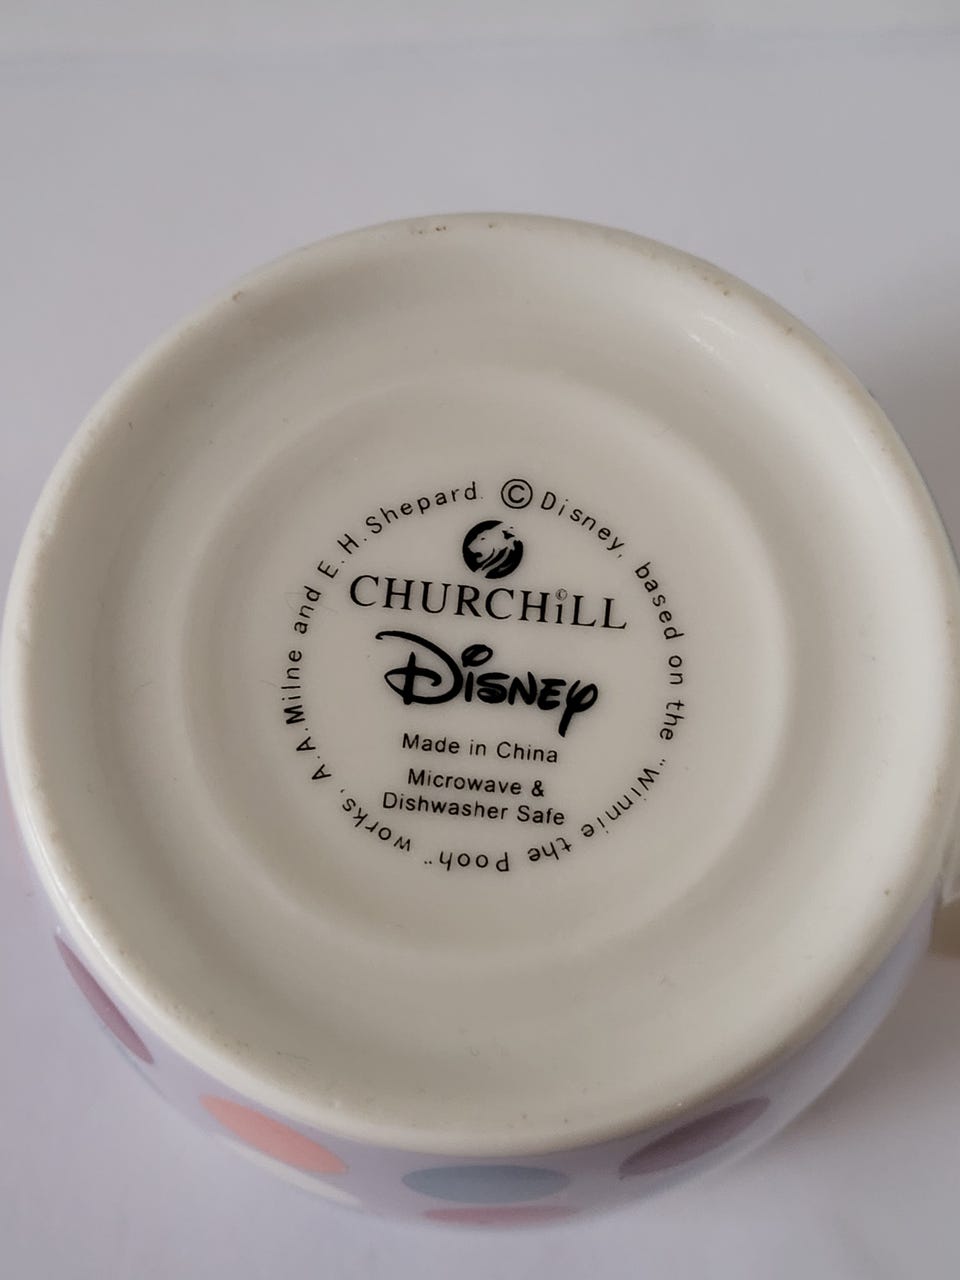 © Disney, based on the "Winnie the Pooh" works, A.A.Milne and E.H.Shepard.
CHURCHiLL©
Disney
Made in China
Microwave &
Dishwasher Safe